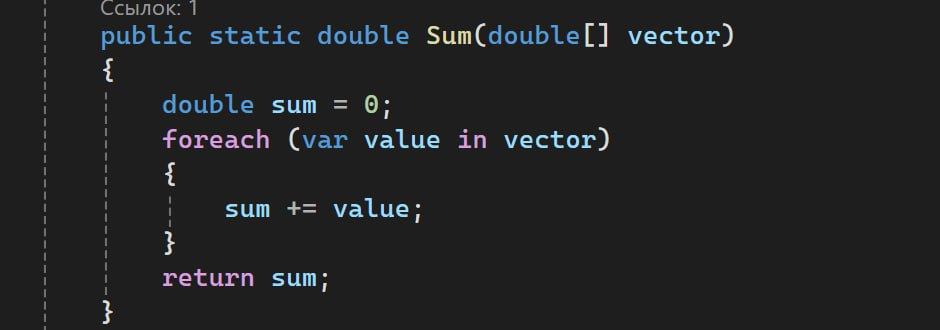 Ссылок: 1
public static double Sum(double[] vector)
{
    double sum = 0;
    foreach (var value in vector)
    {
        sum += value;
    }
    return sum;
}